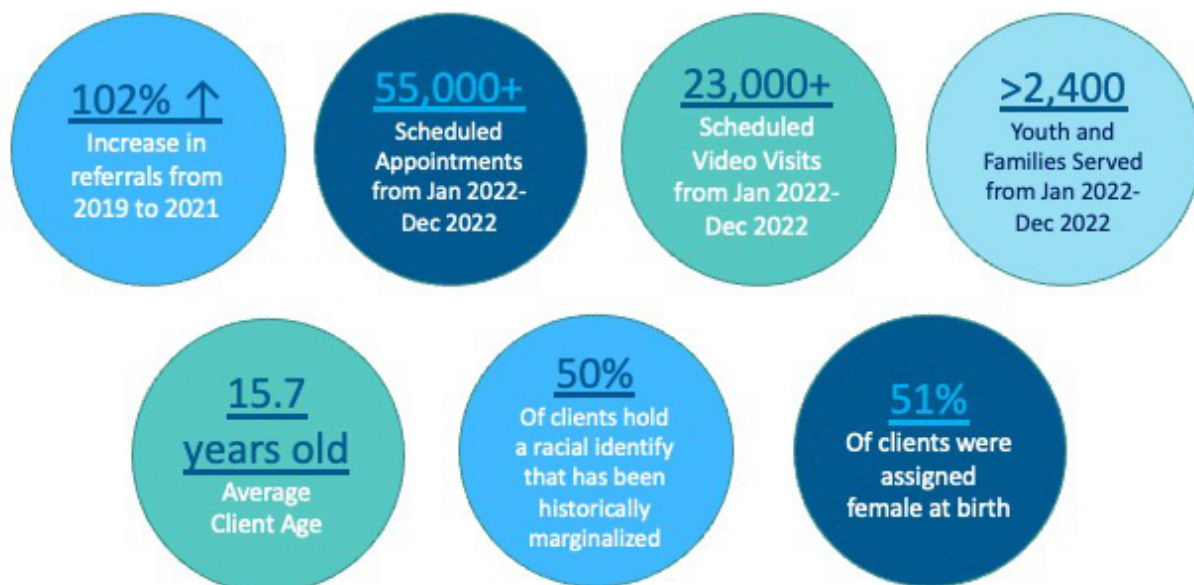 102% ↑
Increase in
referrals from
2019 to 2021
55,000+
Scheduled
Appointments
from Jan 2022-
Dec 2022
23,000+
Scheduled
Video Visits
from Jan 2022-
Dec 2022
>2,400
Youth and
Families Served
from Jan 2022-
Dec 2022
15.7
years old
Average
Client Age
50%
Of clients hold
a racial identify
that has been
historically
marginalized
51%
Of clients were
assigned
female at birth